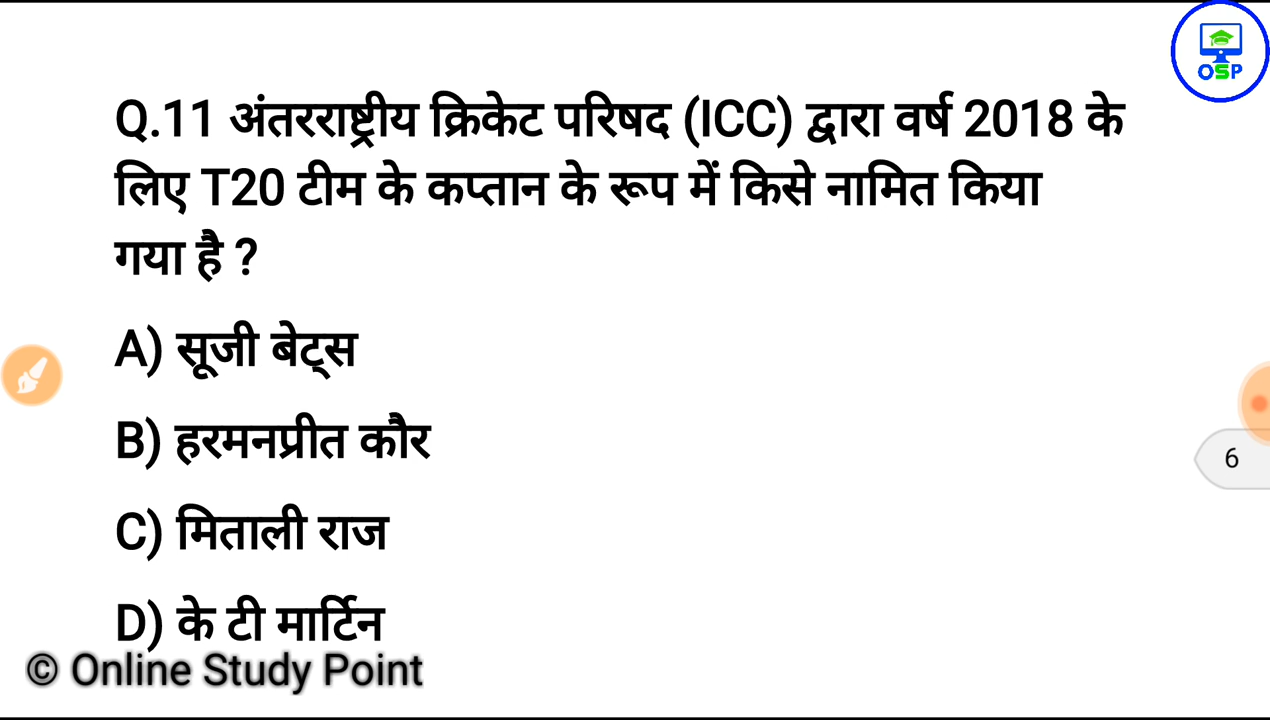 OSP
Q.11 अंतरराष्ट्रीय क्रिकेट परिषद (ICC) द्वारा वर्ष 2018 के
लिए T20 टीम के कप्तान के रूप में किसे नामित किया
गया है ?
A) सूजी बेट्स
B) हरमनप्रीत कौर
6
C) मिताली राज
D) के टी मार्टिन
© Online Study Point